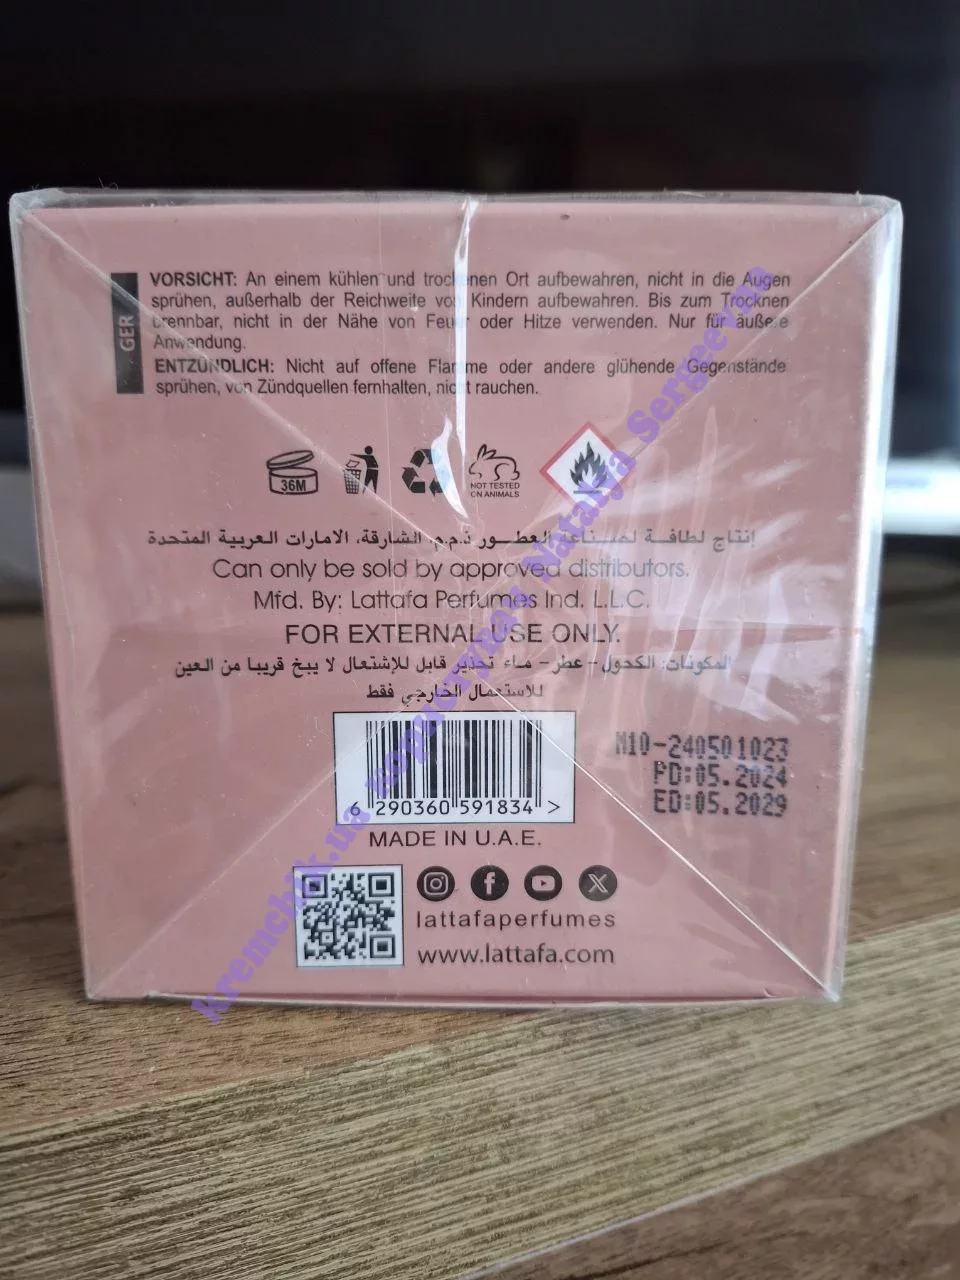 GER
VORSICHT: An einem kühlen und trockenen Ort aufbewahren, nicht in die Augen
sprühen, außerhalb der Reichweite von Kindern aufbewahren. Bis zum Trocknen
brennbar, nicht in der Nähe von Feuer oder Hitze verwenden. Nur für äußere
Anwendung.
ENTZÜNDLICH: Nicht auf offene Flamme oder andere glühende Gegenstände
sprühen, von Zündquellen fernhalten, nicht rauchen.
36M
NOT TESTED
ON ANIMALS
إنتاج لطافة لصناعة العطور ذ.م.م. الشارقة، الامارات العربية المتحدة
Can only be sold by approved distributors.
Mfd. By: Lattafa Perfumes Ind. L.L.C.
FOR EXTERNAL USE ONLY.
المكونات: الكحول - عطر - ماء تحذير قابل للإشتعال لا يبخ قريبا من العين
للاستعمال الخارجي فقط
6 290360 591834 >
M10-240501023
PD:05.2024
ED:05.2029
MADE IN U.A.E.
lattafaperfumes
www.lattafa.com
kremchik.ua користувач Natalja Sergeevna